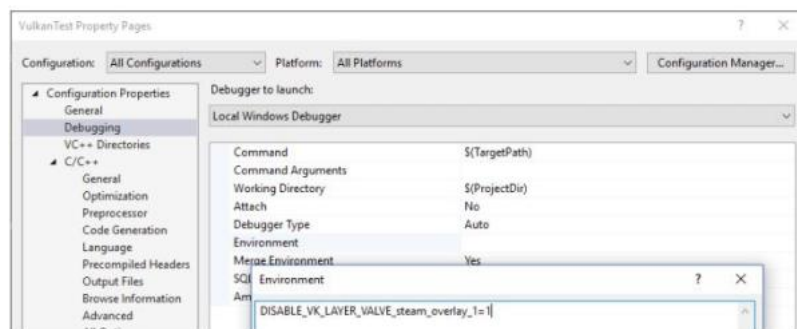 VulkanTest Property Pages ? ×
Configuration: All Configurations Platform: All Platforms Configuration Manager...
Configuration Properties
General
Debugging
VC++ Directories
C/C++
General
Optimization
Preprocessor
Code Generation
Language
Precompiled Headers
Output Files
Browse Information
Advanced
Debugger to launch:
Local Windows Debugger
Command $(TargetPath)
Command Arguments
Working Directory $(ProjectDir)
Attach No
Debugger Type Auto
Environment
Merge Environment Yes
SQL
Am
Environment ? ×
DISABLE_VK_LAYER_VALVE_steam_overlay_1=1